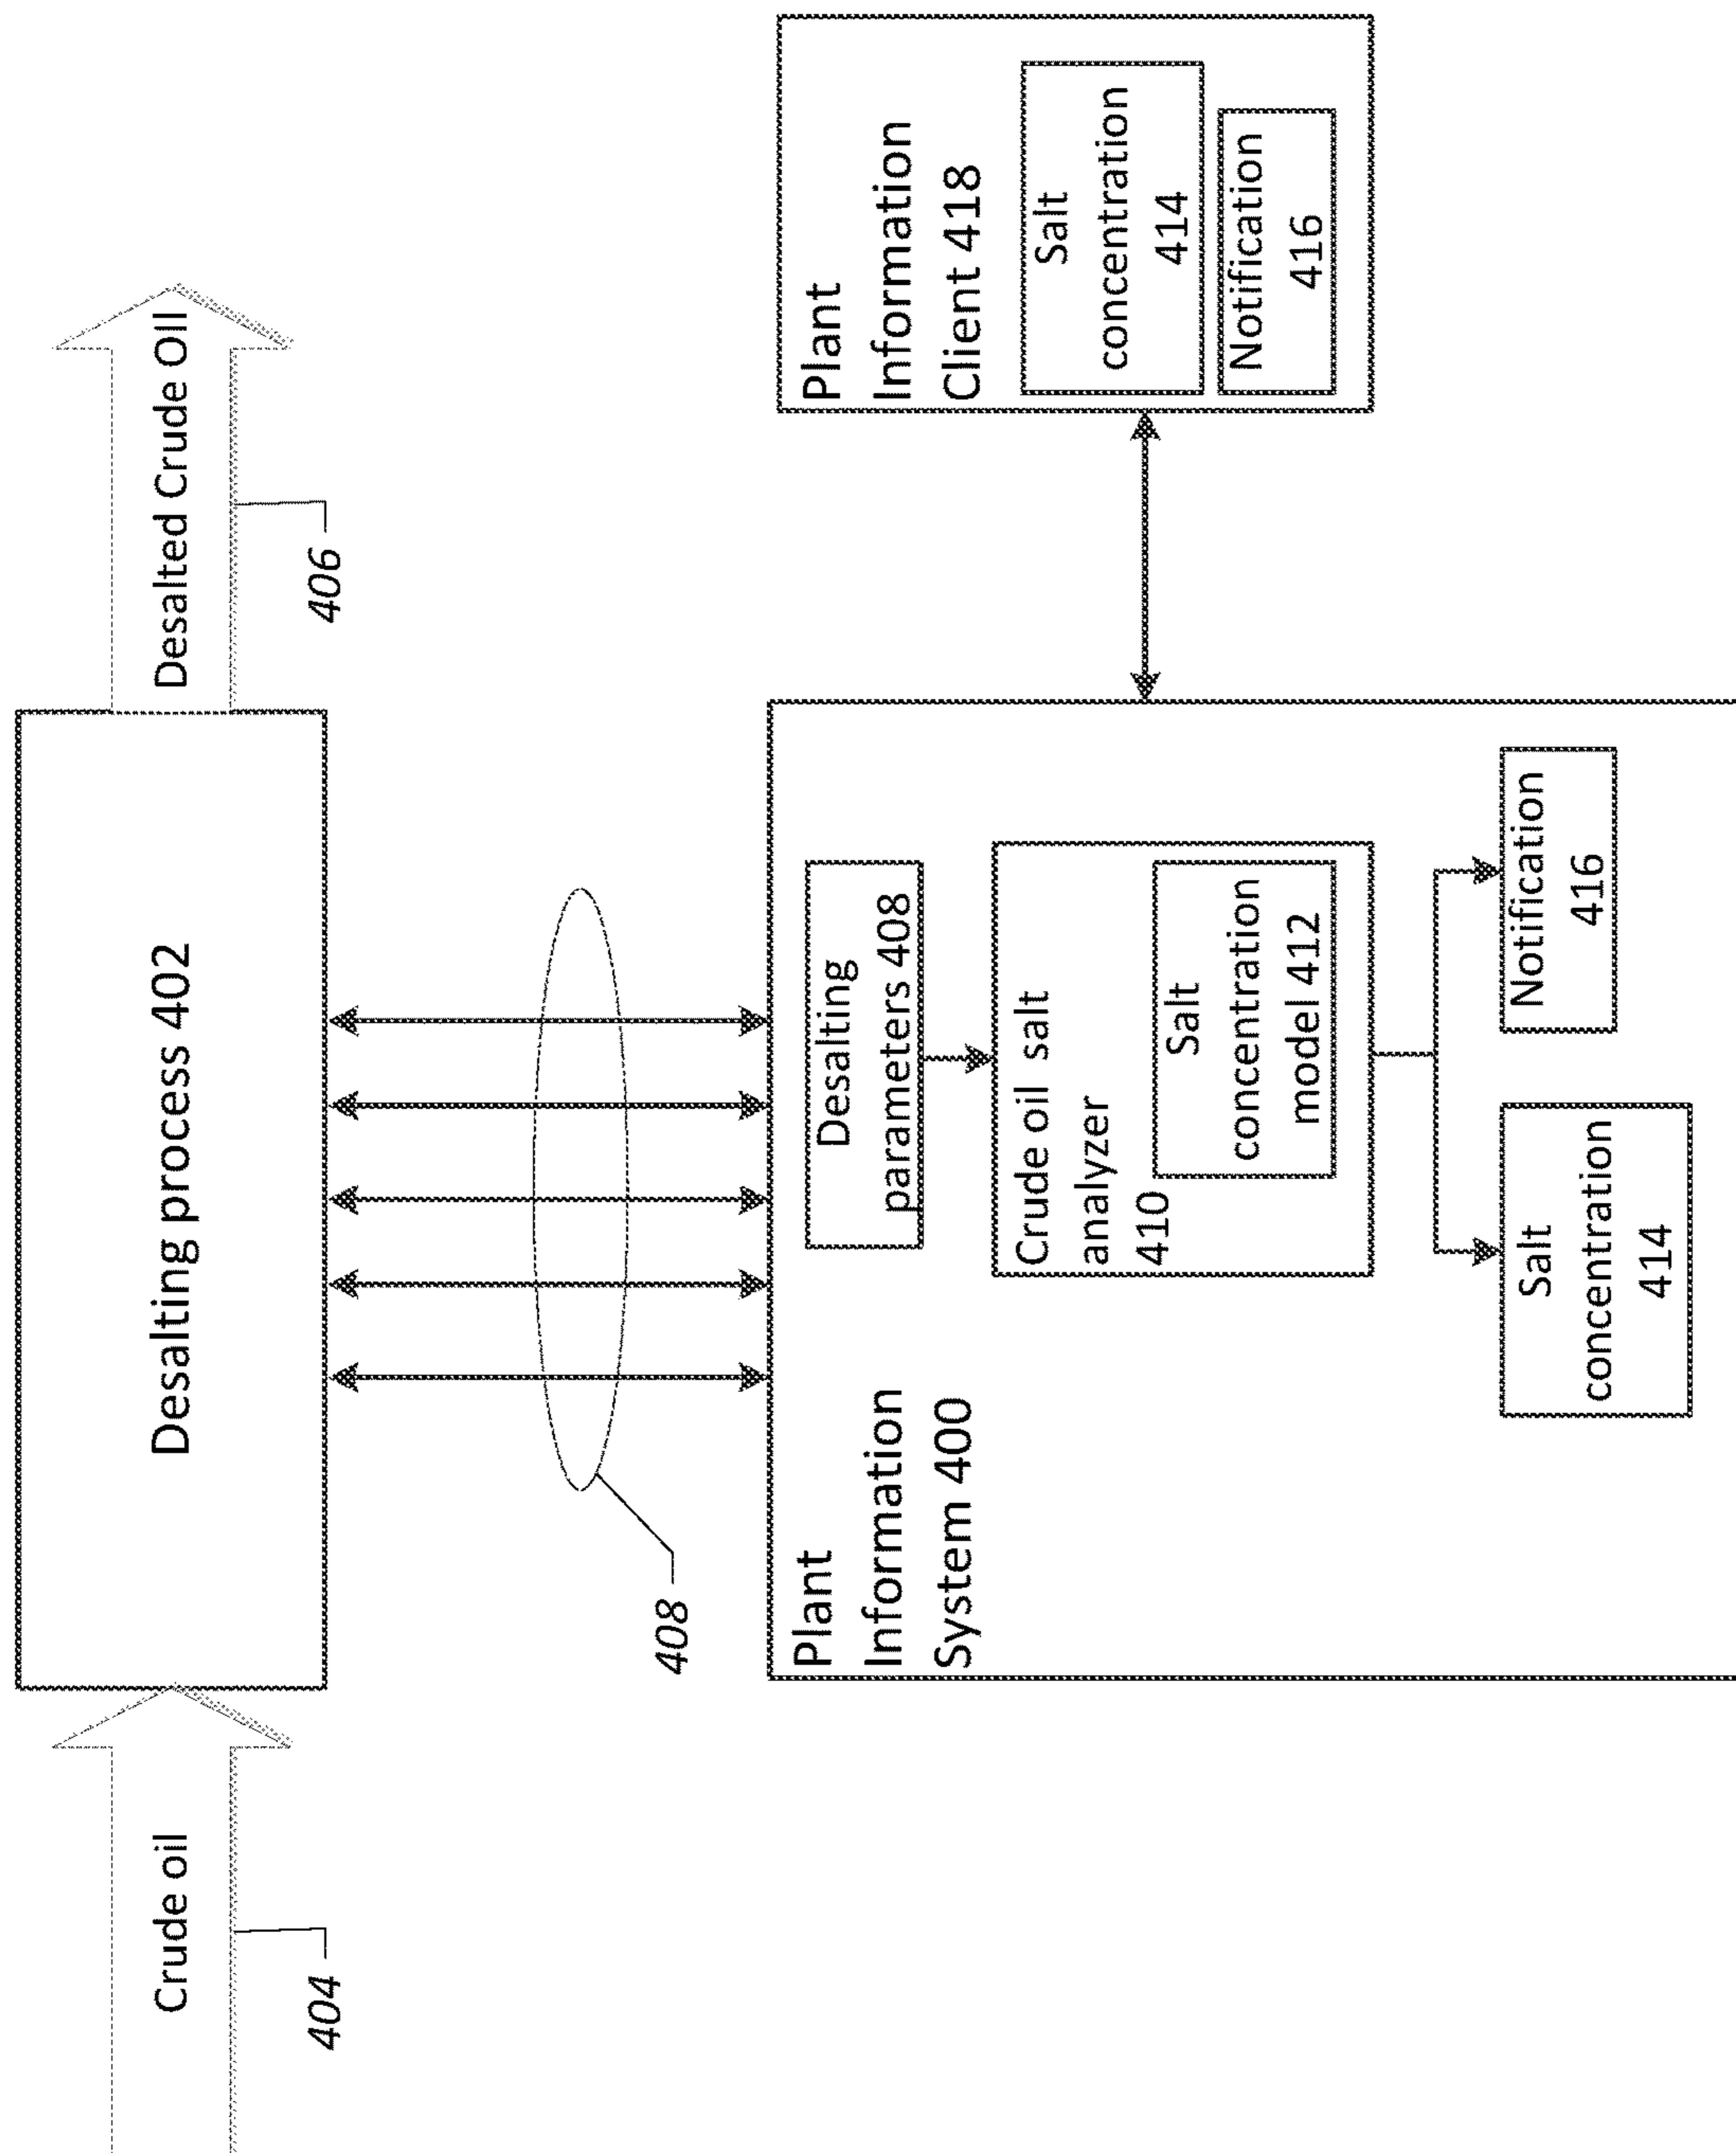 Crude oil
404
Desalting process 402
Desalted Crude OIl
406
408
Plant
Information
System 400
Desalting
parameters 408
Crude oil salt
analyzer
410
Salt
concentration
model 412
Salt
concentration
414
Notification
416
Plant
Information
Client 418
Salt
concentration
414
Notification
416